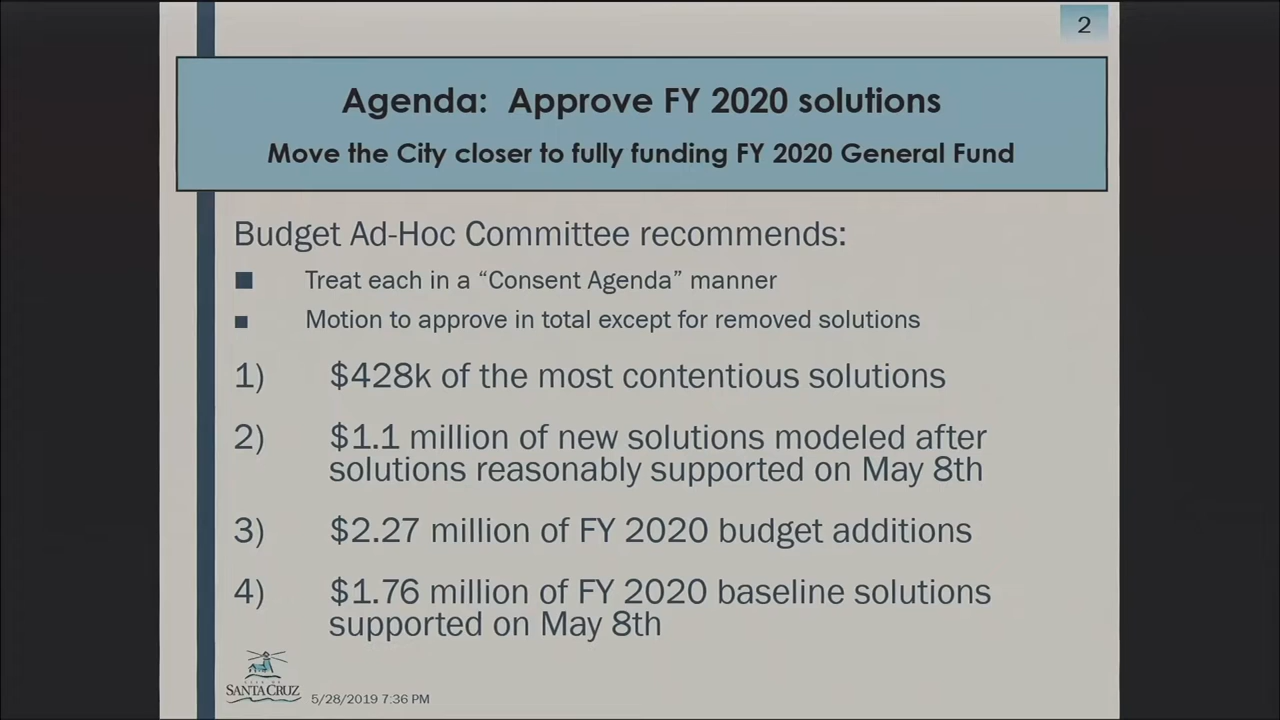 2
Agenda: Approve FY 2020 solutions
Move the City closer to fully funding FY 2020 General Fund
Budget Ad-Hoc Committee recommends:
Treat each in a “Consent Agenda” manner
Motion to approve in total except for removed solutions
1) $428k of the most contentious solutions
2) $1.1 million of new solutions modeled after
solutions reasonably supported on May 8th
3) $2.27 million of FY 2020 budget additions
4) $1.76 million of FY 2020 baseline solutions
supported on May 8th
SANTA CRUZ
5/28/2019 7:36 PM